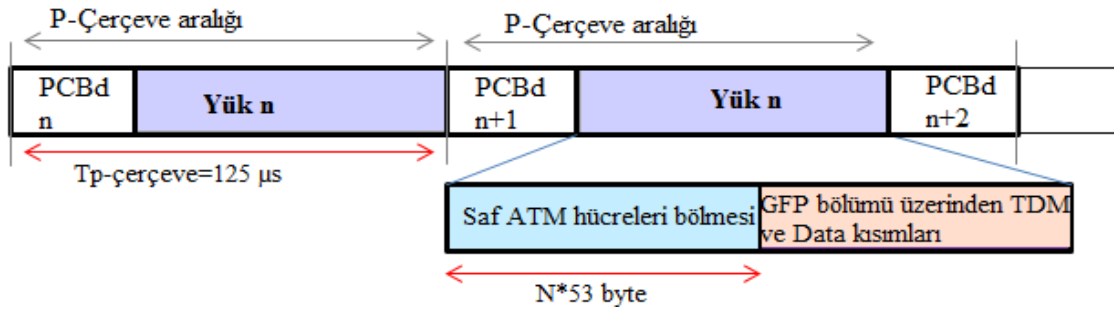 P-Çerçeve aralığı
P-Çerçeve aralığı
PCBd
n
Yük n
PCBd
n+1
Yük n
PCBd
n+2
Tp-çerçeve=125 µs
Saf ATM hücreleri bölmesi
GFP bölümü üzerinden TDM
ve Data kısımları
N*53 byte